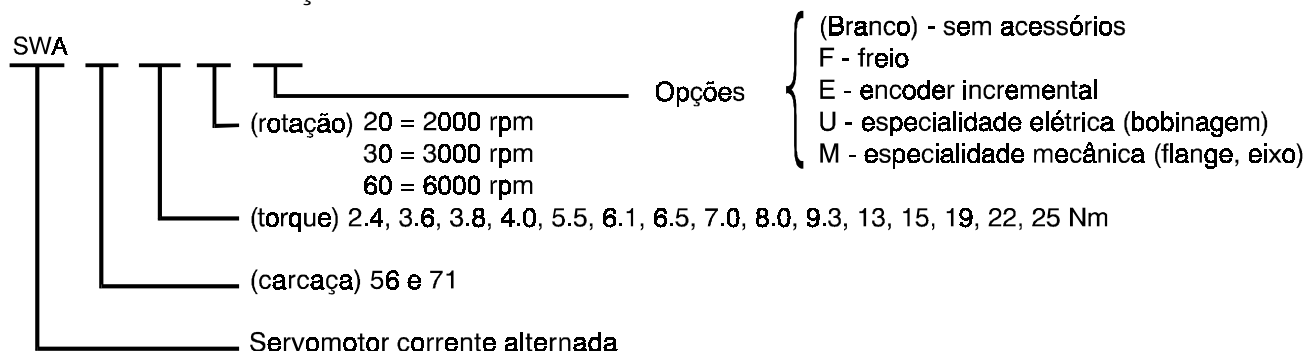 SWA
(Branco) - sem acessórios
F - freio
Opções
E - encoder incremental
U - especialidade elétrica (bobinagem)
M - especialidade mecânica (flange, eixo)
(rotação) 20 = 2000 rpm
30 = 3000 rpm
60 = 6000 rpm
(torque) 2.4, 3.6, 3.8, 4.0, 5.5, 6.1, 6.5, 7.0, 8.0, 9.3, 13, 15, 19, 22, 25 Nm
(carcaça) 56 e 71
Servomotor corrente alternada